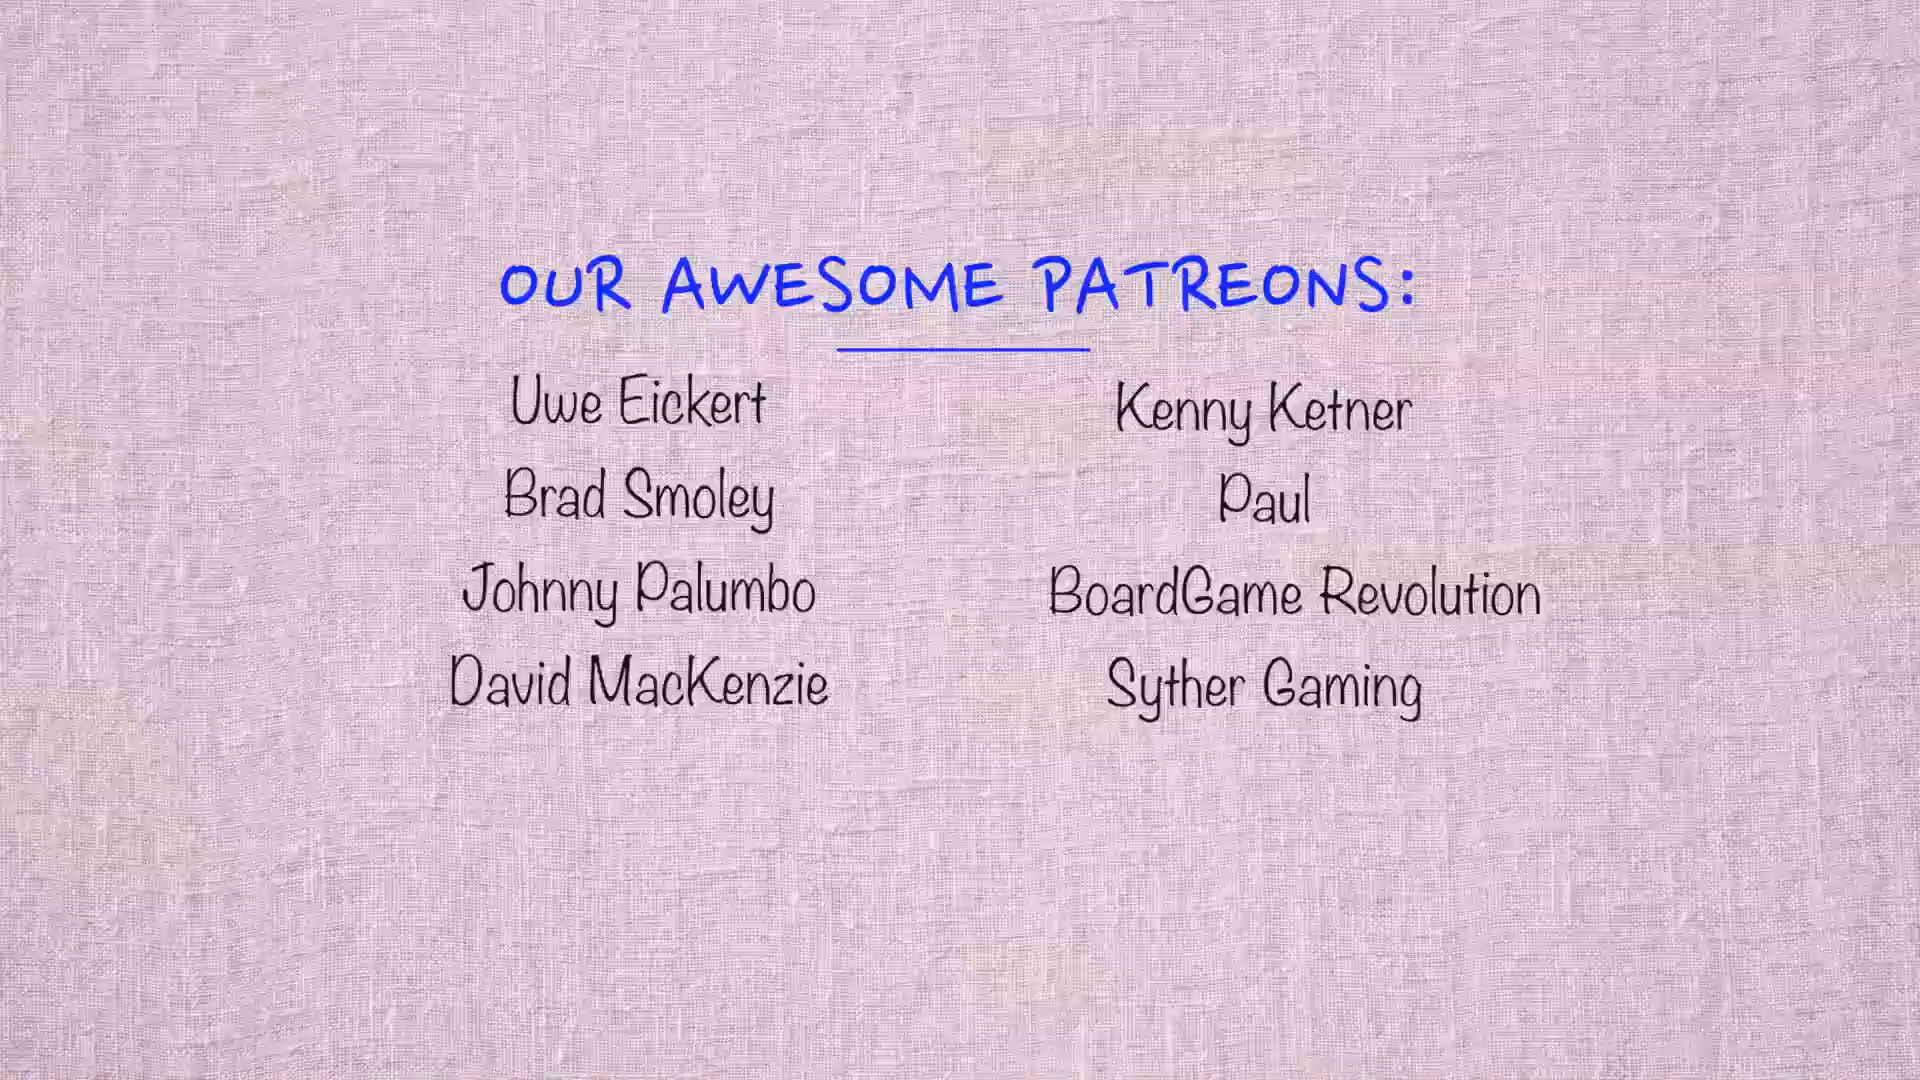 OUR AWESOME PATREONS:
Uwe Eickert
Brad Smoley
Johnny Palumbo
David MacKenzie
Kenny Ketner
Paul
BoardGame Revolution
Syther Gaming